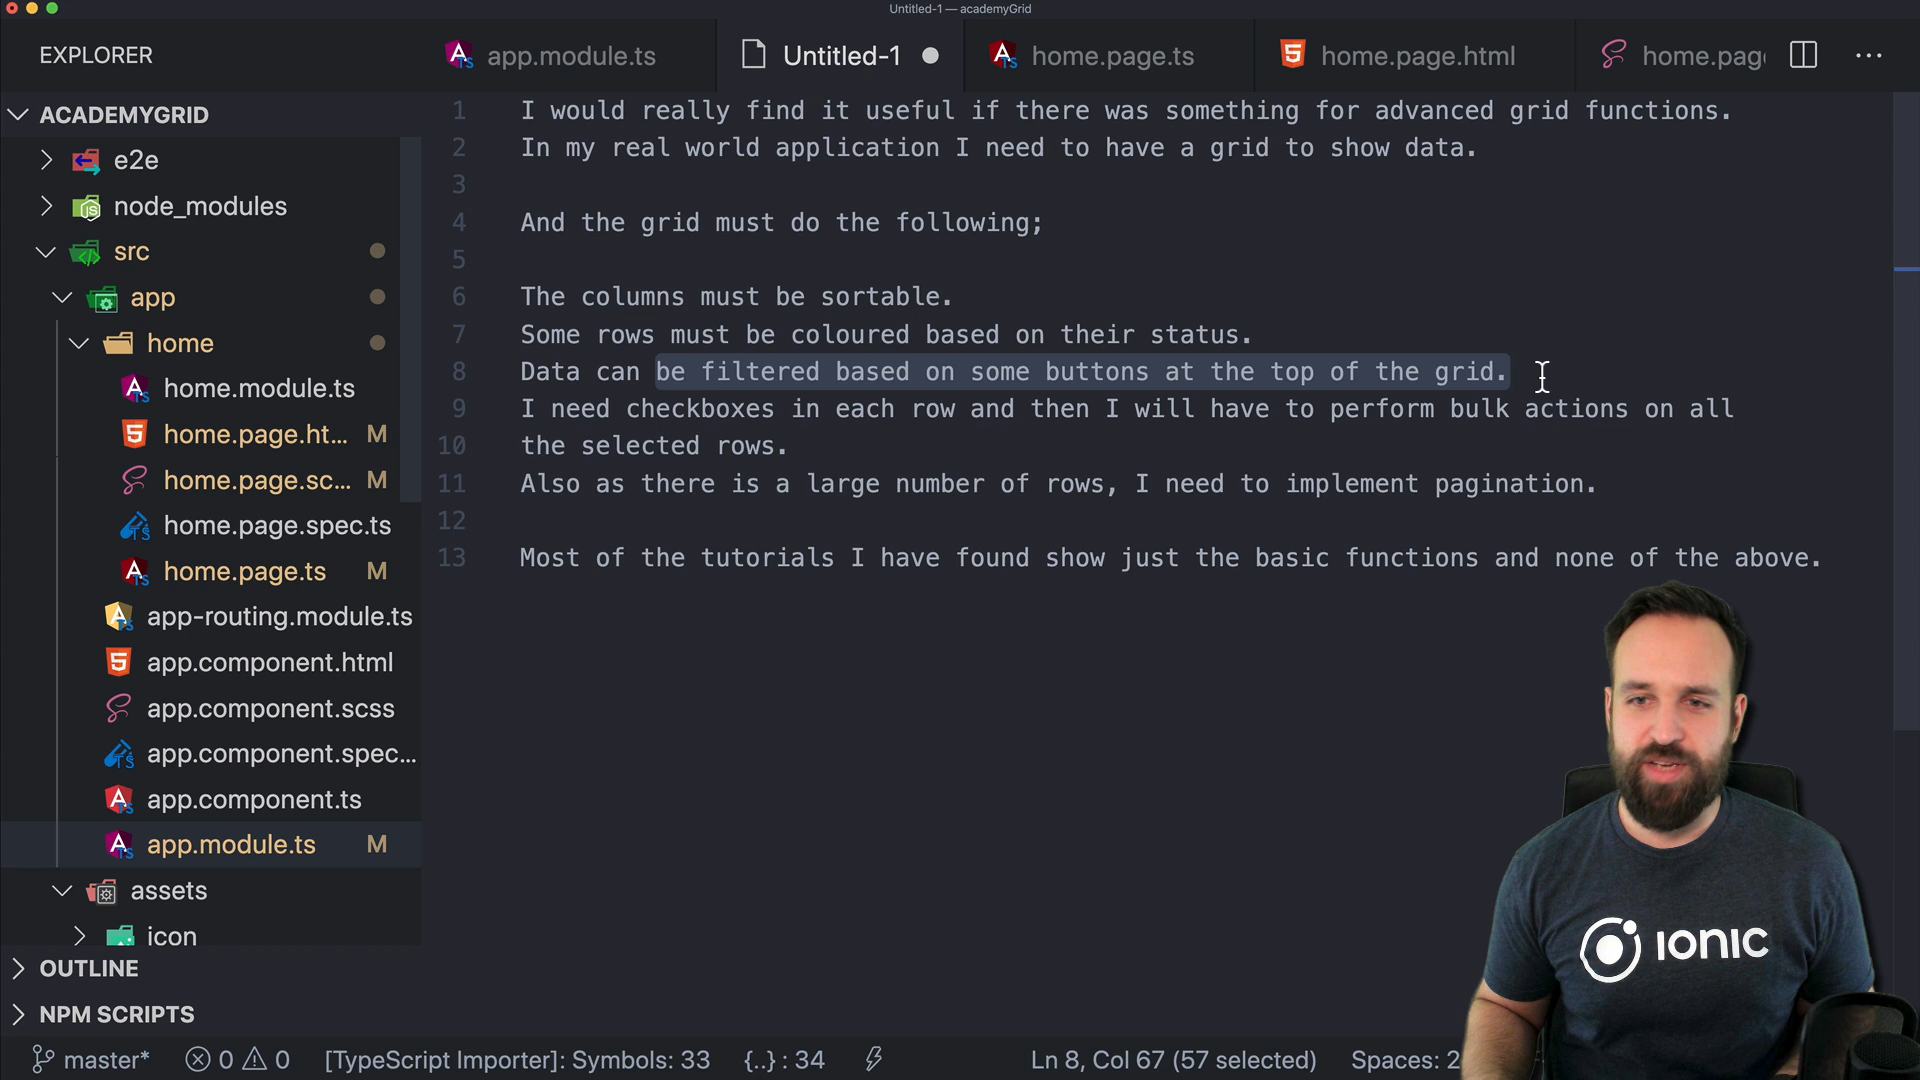 Untitled-1 — academyGrid
EXPLORER
app.module.ts
Untitled-1
home.page.ts
home.page.html
home.pag
ACADEMYGRID
e2e
node_modules
src
app
home
home.module.ts
home.page.ht... M
home.page.sc... M
home.page.spec.ts
home.page.ts M
app-routing.module.ts
app.component.html
app.component.scss
app.component.spec...
app.component.ts
app.module.ts M
assets
icon
OUTLINE
NPM SCRIPTS
1 I would really find it useful if there was something for advanced grid functions.
2 In my real world application I need to have a grid to show data.
3
4 And the grid must do the following;
5
6 The columns must be sortable.
7 Some rows must be coloured based on their status.
8 Data can be filtered based on some buttons at the top of the grid.
9 I need checkboxes in each row and then I will have to perform bulk actions on all
10 the selected rows.
11 Also as there is a large number of rows, I need to implement pagination.
12
13 Most of the tutorials I have found show just the basic functions and none of the above.
IONIC
master* 0 0 [TypeScript Importer]: Symbols: 33 {..} : 34 Ln 8, Col 67 (57 selected) Spaces: 2